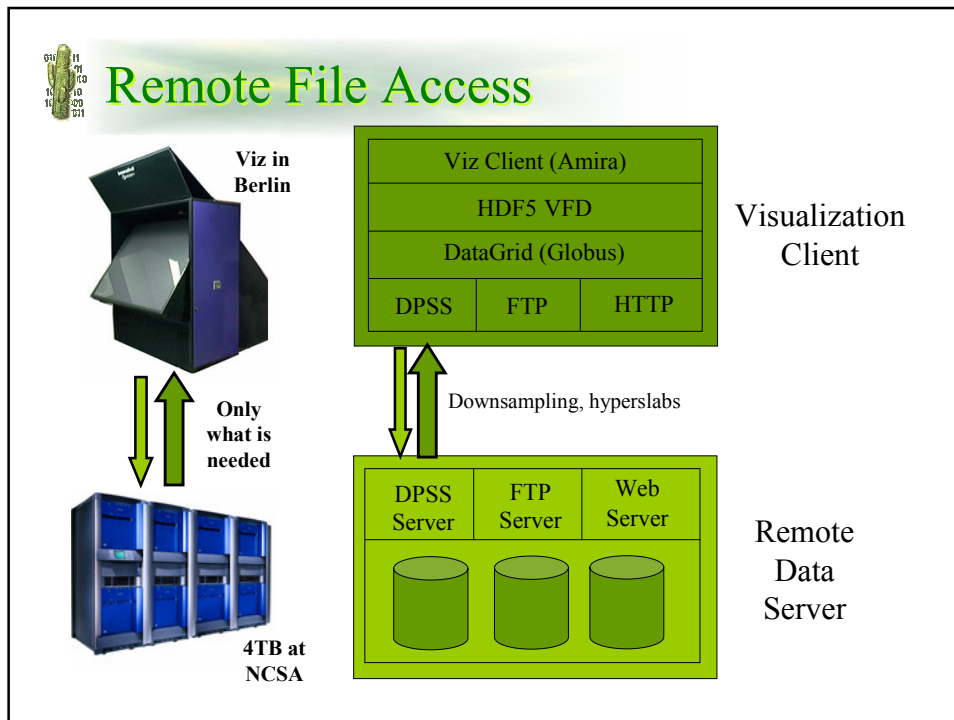 Remote File Access
Viz in
Berlin
Only
what is
needed
4TB at
NCSA
Viz Client (Amira)
HDF5 VFD
DataGrid (Globus)
DPSS
FTP
HTTP
Visualization
Client
Downsampling, hyperslabs
DPSS
Server
FTP
Server
Web
Server
Remote
Data
Server